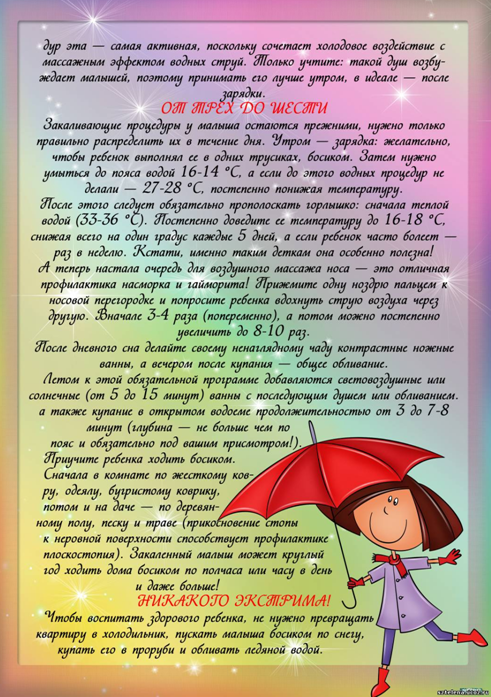 дур эта — самая активная, поскольку сочетает холодовое воздействие с
массажным эффектом водных струй. Только учтите: такой душ возбу-
ждает малышей, поэтому принимать его лучше утром, в идеале — после
зарядки.
ОТ ТРЕХ ДО ШЕСТИ
Закаливающие процедуры у малыша остаются прежними, нужно только
правильно распределить их в течение дня. Утром — зарядка: желательно,
чтобы ребенок выполнял ее в одних трусиках, босиком. Затем нужно
умыться до пояса водой 16-14 °C, а если до этого водных процедур не
делали — 27-28 °C, постепенно понижая температуру.
После этого следует обязательно прополоскать горлышко: сначала теплой
водой (33-36 °C). Постепенно доведите ее температуру до 16-18 °C,
снижая всего на один градус каждые 5 дней, а если ребенок часто болеет —
раз в неделю. Кстати, именно таким деткам она особенно полезна!
А теперь настала очередь для воздушного массажа носа — это отличная
профилактика насморка и гайморита! Прижмите одну ноздрю пальцем к
носовой перегородке и попросите ребенка вдохнуть струю воздуха через
другую. Вначале 3-4 раза (попеременно), а потом можно постепенно
увеличить до 8-10 раз.
После дневного сна делайте своему ненаглядному чаду контрастные ножные
ванны, а вечером после купания — общее обливание.
Летом к этой обязательной программе добавляются световоздушные или
солнечные (от 5 до 15 минут) ванны с последующим душем или обливанием.
а также купание в открытом водоеме продолжительностью от 3 до 7-8
минут (глубина — не больше чем по
пояс и обязательно под вашим присмотром!).
Приучите ребенка ходить босиком.
Сначала в комнате по жесткому ков-
ру, одеялу, бугристому коврику,
потом и на даче — по деревян-
ному полу, песку и траве (прикосновение стопы
к неровной поверхности способствует профилактике
плоскостопия). Закаленный малыш может круглый
год ходить дома босиком по полчаса или часу в день
и даже больше!
НИКАКОГО ЭКСТРИМА!
Чтобы воспитать здорового ребенка, не нужно превращать
квартиру в холодильник, пускать малыша босиком по снегу,
купать его в проруби и обливать ледяной водой.